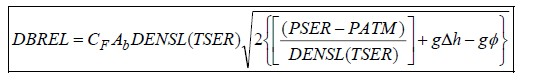 DBREL = C_F A_b DENSL(TSER) √2{[(PSER − PATM)/DENSL(TSER)] + gΔh − gϕ}